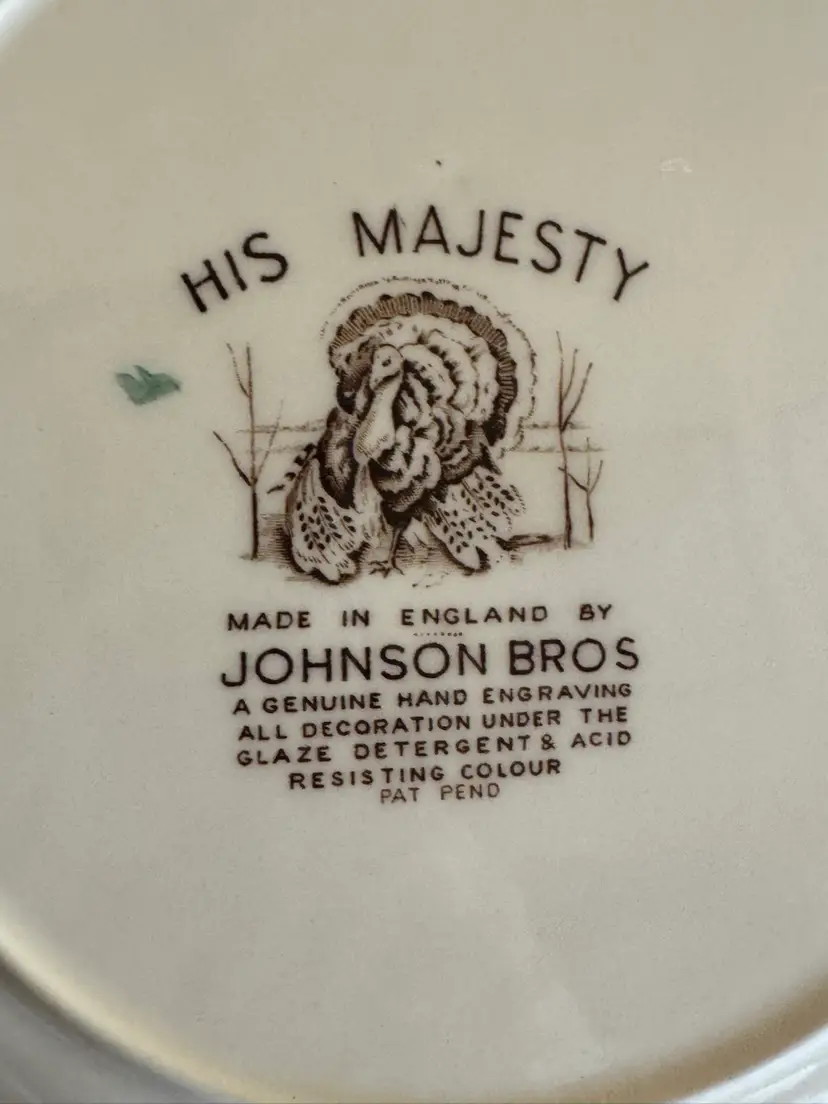 HIS MAJESTY
MADE IN ENGLAND BY
JOHNSON BROS
A GENUINE HAND ENGRAVING
ALL DECORATION UNDER THE
GLAZE DETERGENT & ACID
RESISTING COLOUR
PAT PEND